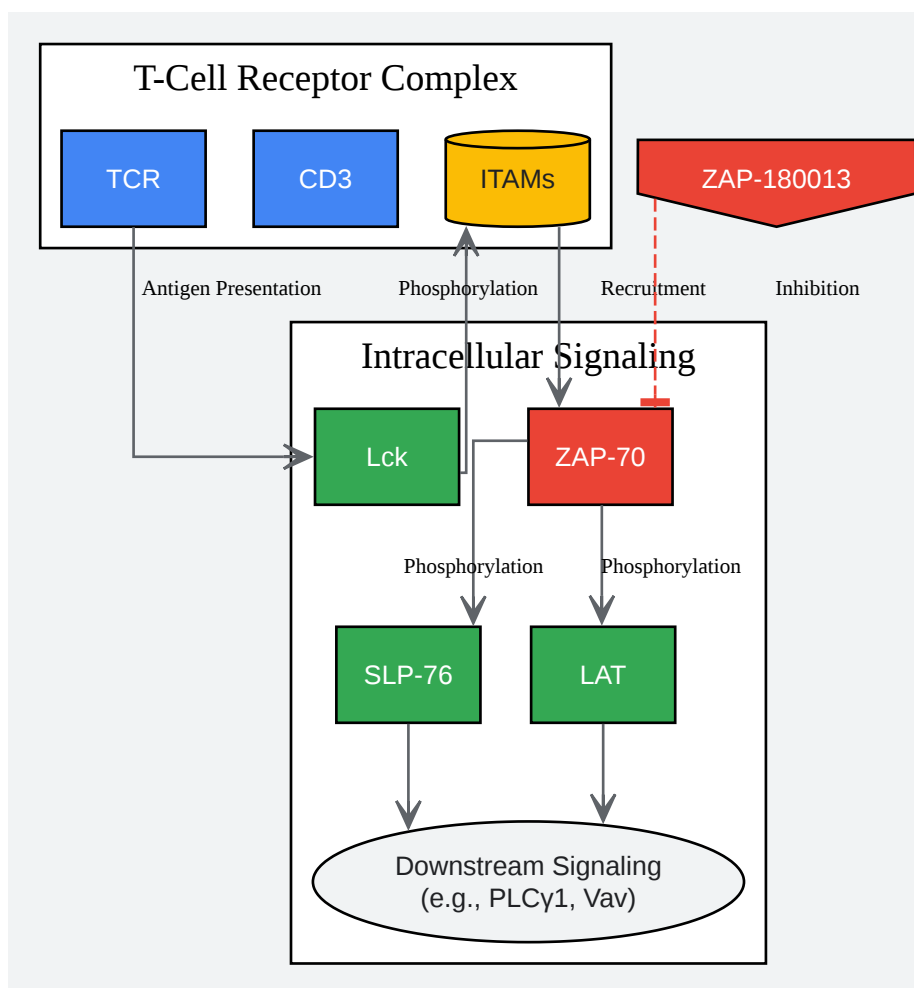 T-Cell Receptor Complex
TCR
CD3
ITAMs
ZAP-180013
Antigen Presentation
Phosphorylation
Recruitment
Inhibition
Intracellular Signaling
Lck
ZAP-70
Phosphorylation
Phosphorylation
SLP-76
LAT
Downstream Signaling
(e.g., PLCγ1, Vav)